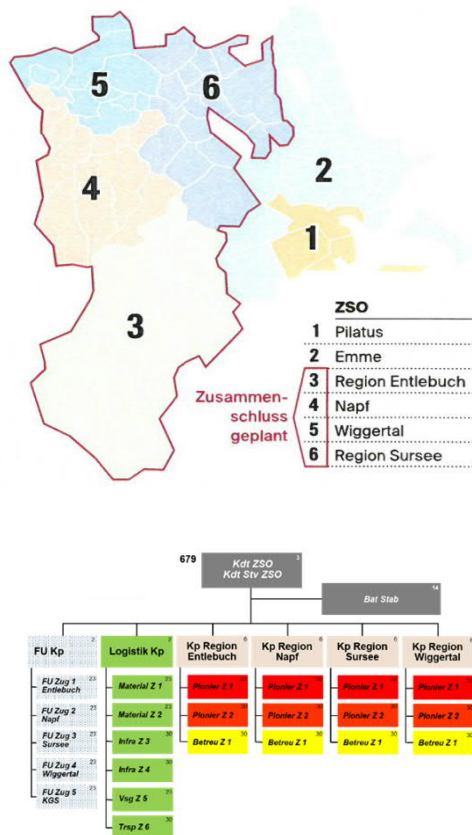 5
6
4
2
1
3
ZSO
1 Pilatus
2 Emme
3 Region Entlebuch
4 Napf
5 Wiggertal
6 Region Sursee
Zusammen-
schluss
geplant
679
Kdt ZSO
Kdt Stv ZSO
Bat Stab
14
FU Kp
Logistik Kp
Kp Region
Entlebuch
Kp Region
Napf
Kp Region
Sursee
Kp Region
Wiggertal
FU Zug 1
Entlebuch
23
Material Z 1
23
Pionier Z 1
Pionier Z 1
Pionier Z 1
Pionier Z 1
FU Zug 2
Napf
23
Material Z 2
23
Pionier Z 2
Pionier Z 2
Pionier Z 2
Pionier Z 2
FU Zug 3
Sursee
23
Infra Z 3
30
Betreu Z 1
30
Betreu Z 1
30
Betreu Z 1
30
Betreu Z 1
30
FU Zug 4
Wiggertal
23
Infra Z 4
30
FU Zug 5
KGS
23
Vsg Z 5
23
Trsp Z 6
30